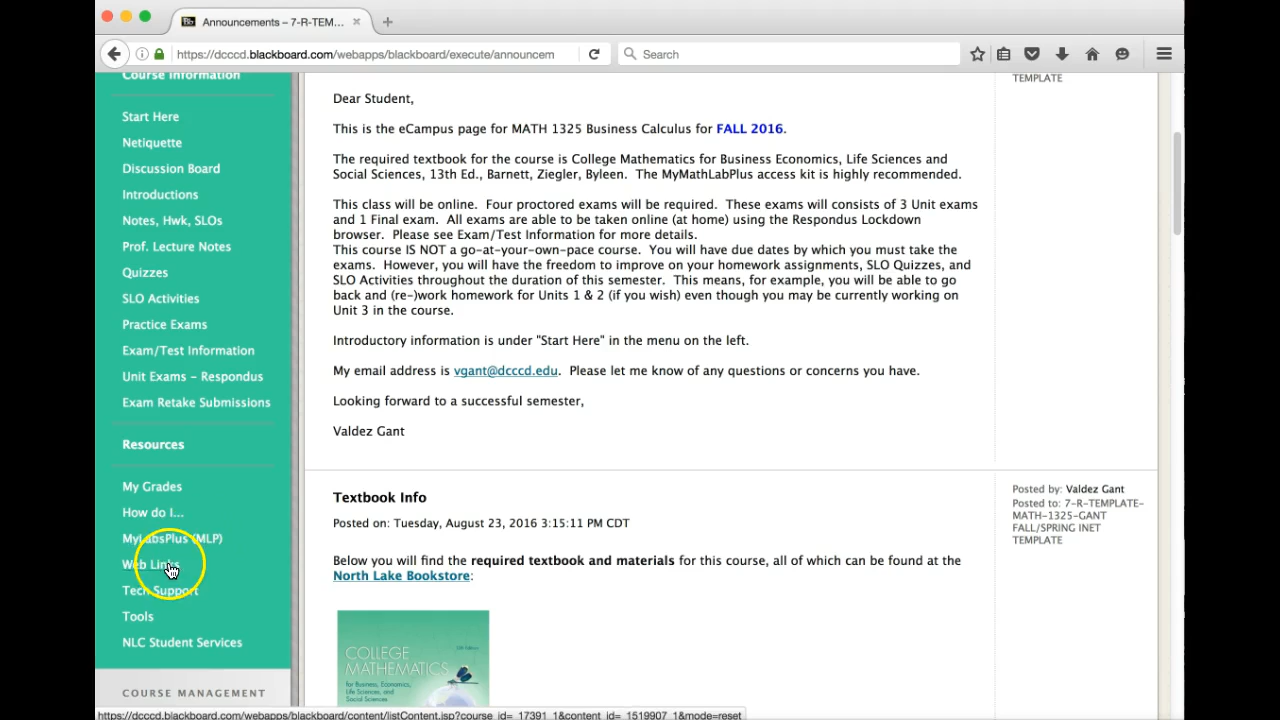 Announcements – 7-R-TEM...
https://dcccd.blackboard.com/webapps/blackboard/execute/announcem
Search
Course Information
Start Here
Netiquette
Discussion Board
Introductions
Notes, Hwk, SLOs
Prof. Lecture Notes
Quizzes
SLO Activities
Practice Exams
Exam/Test Information
Unit Exams – Respondus
Exam Retake Submissions
Resources
My Grades
How do I...
MyLabsPlus (MLP)
Web Links
Tech Support
Tools
NLC Student Services
COURSE MANAGEMENT
TEMPLATE
Dear Student,
This is the eCampus page for MATH 1325 Business Calculus for FALL 2016.
The required textbook for the course is College Mathematics for Business Economics, Life Sciences and
Social Sciences, 13th Ed., Barnett, Ziegler, Byleen.  The MyMathLabPlus access kit is highly recommended.
This class will be online.  Four proctored exams will be required.  These exams will consists of 3 Unit exams
and 1 Final exam.  All exams are able to be taken online (at home) using the Respondus Lockdown
browser.  Please see Exam/Test Information for more details.
This course IS NOT a go-at-your-own-pace course.  You will have due dates by which you must take the
exams.  However, you will have the freedom to improve on your homework assignments, SLO Quizzes, and
SLO Activities throughout the duration of this semester.  This means, for example, you will be able to go
back and (re-)work homework for Units 1 & 2 (if you wish) even though you may be currently working on
Unit 3 in the course.
Introductory information is under "Start Here" in the menu on the left.
My email address is vgant@dcccd.edu.  Please let me know of any questions or concerns you have.
Looking forward to a successful semester,
Valdez Gant
Textbook Info
Posted on: Tuesday, August 23, 2016 3:15:11 PM CDT
Below you will find the required textbook and materials for this course, all of which can be found at the
North Lake Bookstore:
Posted by: Valdez Gant
Posted to: 7-R-TEMPLATE-
MATH-1325-GANT
FALL/SPRING INET
TEMPLATE
COLLEGE
MATHEMATICS
for Business, Economics,
Life Sciences, and
Social Sciences
https://dcccd.blackboard.com/webapps/blackboard/content/listContent.jsp?course_id=_17391_1&content_id=_1519907_1&mode=reset